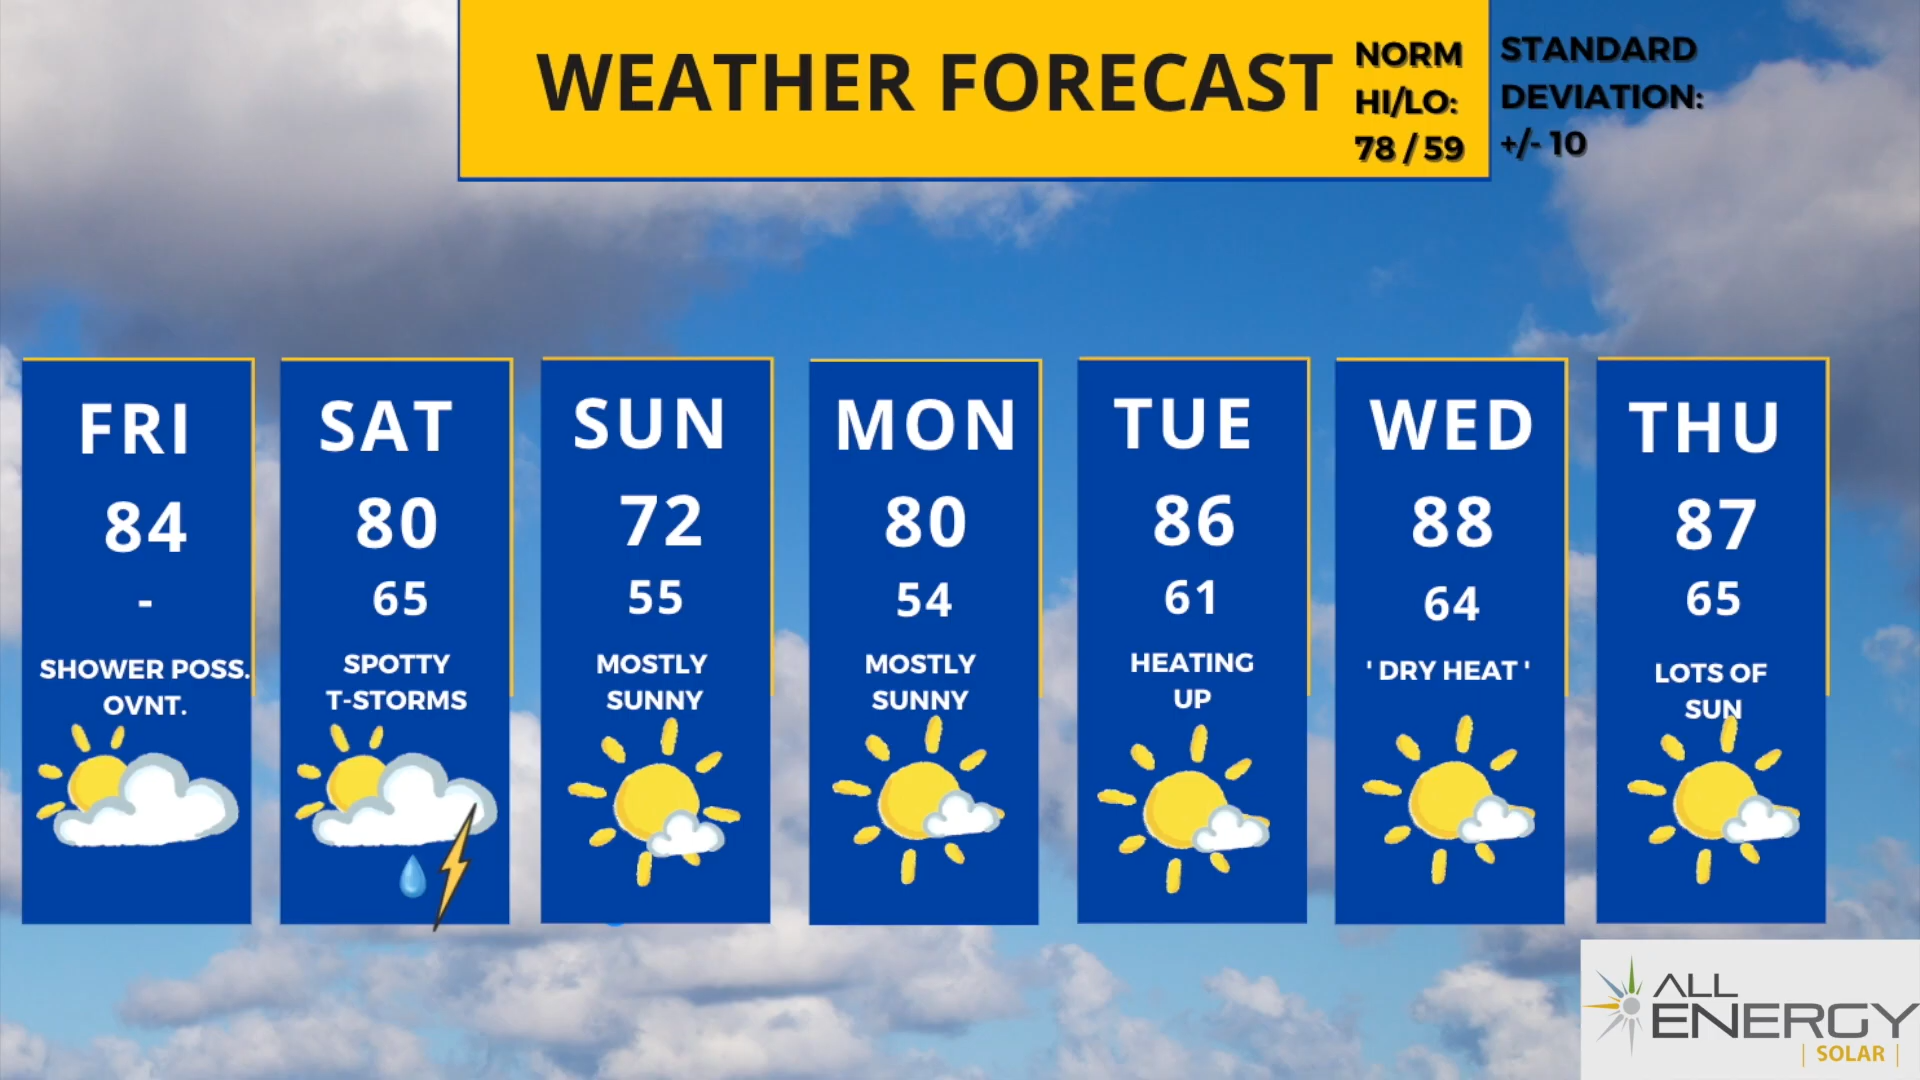 WEATHER FORECAST
NORM
HI/LO:
78 / 59
STANDARD
DEVIATION:
+/- 10
FRI
84
-
SHOWER POSS.
OVNT.
SAT
80
65
SPOTTY
T-STORMS
SUN
72
55
MOSTLY
SUNNY
MON
80
54
MOSTLY
SUNNY
TUE
86
61
HEATING
UP
WED
88
64
' DRY HEAT '
THU
87
65
LOTS OF
SUN
ALL
ENERGY
| SOLAR |